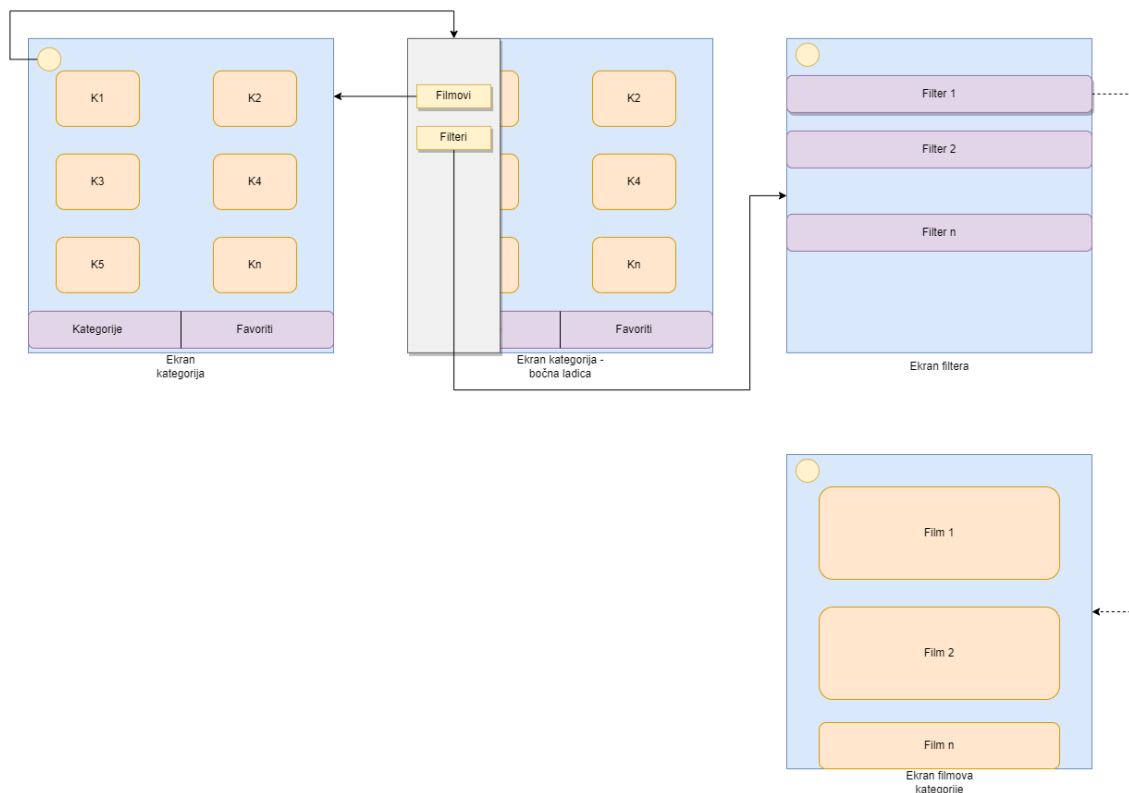 K1
K2
K3
K4
K5
Kn
Kategorije
Favoriti
Ekran
kategorija
Filmovi
Filteri
K2
K4
Kn
Favoriti
Ekran kategorija -
bočna ladica
Filter 1
Filter 2
Filter n
Ekran filtera
Film 1
Film 2
Film n
Ekran filmova
kategorije